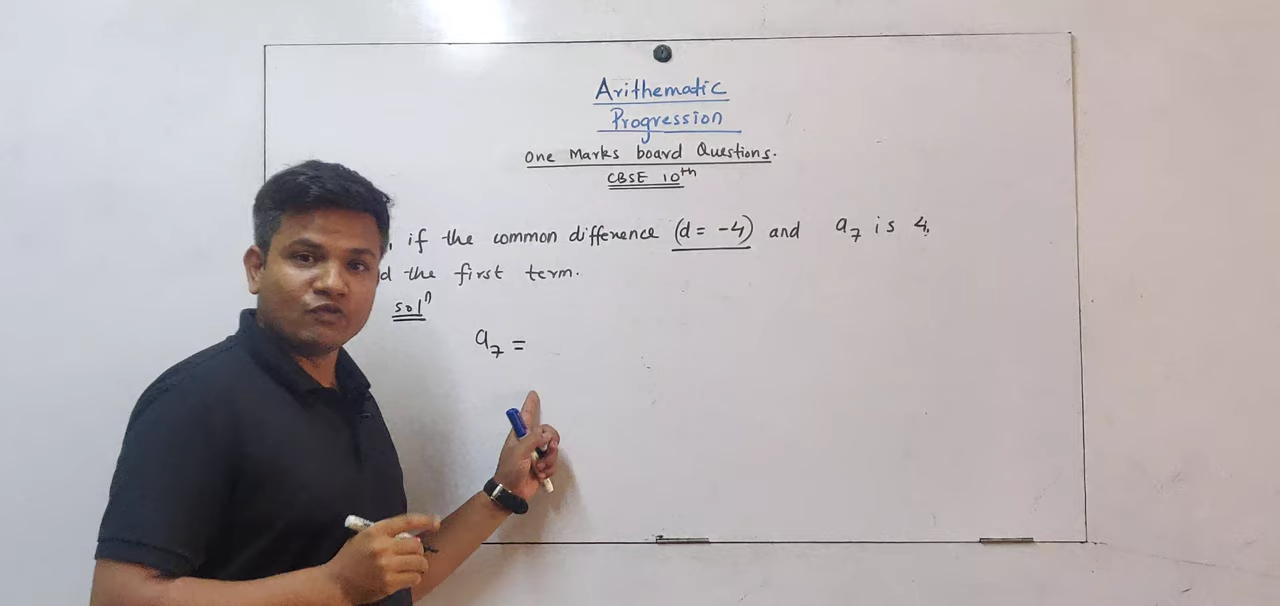 Arithematic
Progression
One Marks board Questions.
CBSE 10th
if the common difference (d = -4) and a7 is 4.
the first term.
Solⁿ
a7 =